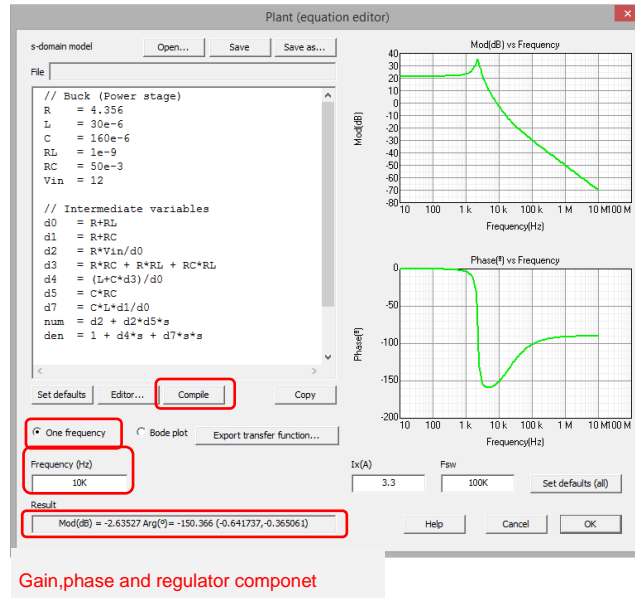 Plant (equation editor)
×
s-domain model
Open...
Save
Save as...
File
// Buck (Power stage)
R = 4.356
L = 30e-6
C = 160e-6
RL = 1e-9
RC = 50e-3
Vin = 12
// Intermediate variables
d0 = R+RL
d1 = R+RC
d2 = R*Vin/d0
d3 = R*RC + R*RL + RC*RL
d4 = (L+C*d3)/d0
d5 = C*RC
d7 = C*L*d1/d0
num = d2 + d2*d5*s
den = 1 + d4*s + d7*s*s
Set defaults
Editor...
Compile
Copy
One frequency
Bode plot
Export transfer function...
Frequency (Hz)
10K
Result
Mod(dB) = -2.63527 Arg(º)= -150.366 (-0.641737,-0.365061)
Mod(dB) vs Frequency
Mod(dB)
40
30
20
10
0
-10
-20
-30
-40
-50
-60
-70
-80
10 100 1 k 10 k 100 k 1 M 10 M 100 M
Frequency(Hz)
Phase(º) vs Frequency
Phase(º)
0
-50
-100
-150
-200
10 100 1 k 10 k 100 k 1 M 10 M 100 M
Frequency(Hz)
Ix(A)
3.3
Fsw
100K
Set defaults (all)
Help
Cancel
OK
Gain,phase and regulator componet